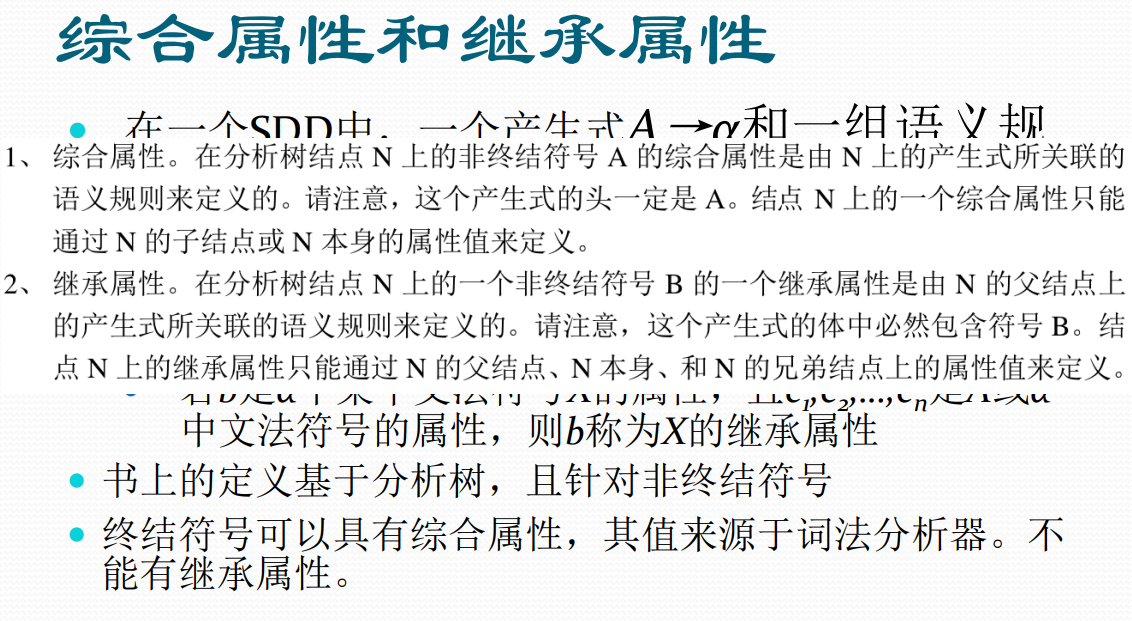 综合属性和继承属性
在一个SDD中，一个产生式A→α和一组语义规
1、 综合属性。在分析树结点 N 上的非终结符号 A 的综合属性是由 N 上的产生式所关联的
语义规则来定义的。请注意，这个产生式的头一定是 A。结点 N 上的一个综合属性只能
通过 N 的子结点或 N 本身的属性值来定义。
2、 继承属性。在分析树结点 N 上的一个非终结符号 B 的一个继承属性是由 N 的父结点上
的产生式所关联的语义规则来定义的。请注意，这个产生式的体中必然包含符号 B。结
点 N 上的继承属性只能通过 N 的父结点、N 本身、和 N 的兄弟结点上的属性值来定义。
中文法符号的属性，则b称为X的继承属性
书上的定义基于分析树，且针对非终结符号
终结符号可以具有综合属性，其值来源于词法分析器。不
能有继承属性。